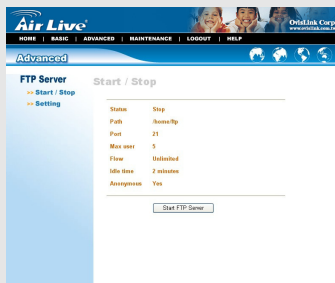 Air Live
OvisLink Corp
www.ovislink.com.tw
HOME | BASIC | ADVANCED | MAINTENANCE | LOGOUT | HELP
Advanced
FTP Server
Start / Stop
Setting
Start / Stop
Status Stop
Path /home/ftp
Port 21
Max user 5
Flow Unlimited
Idle time 2 minutes
Anonymous Yes
Start FTP Server